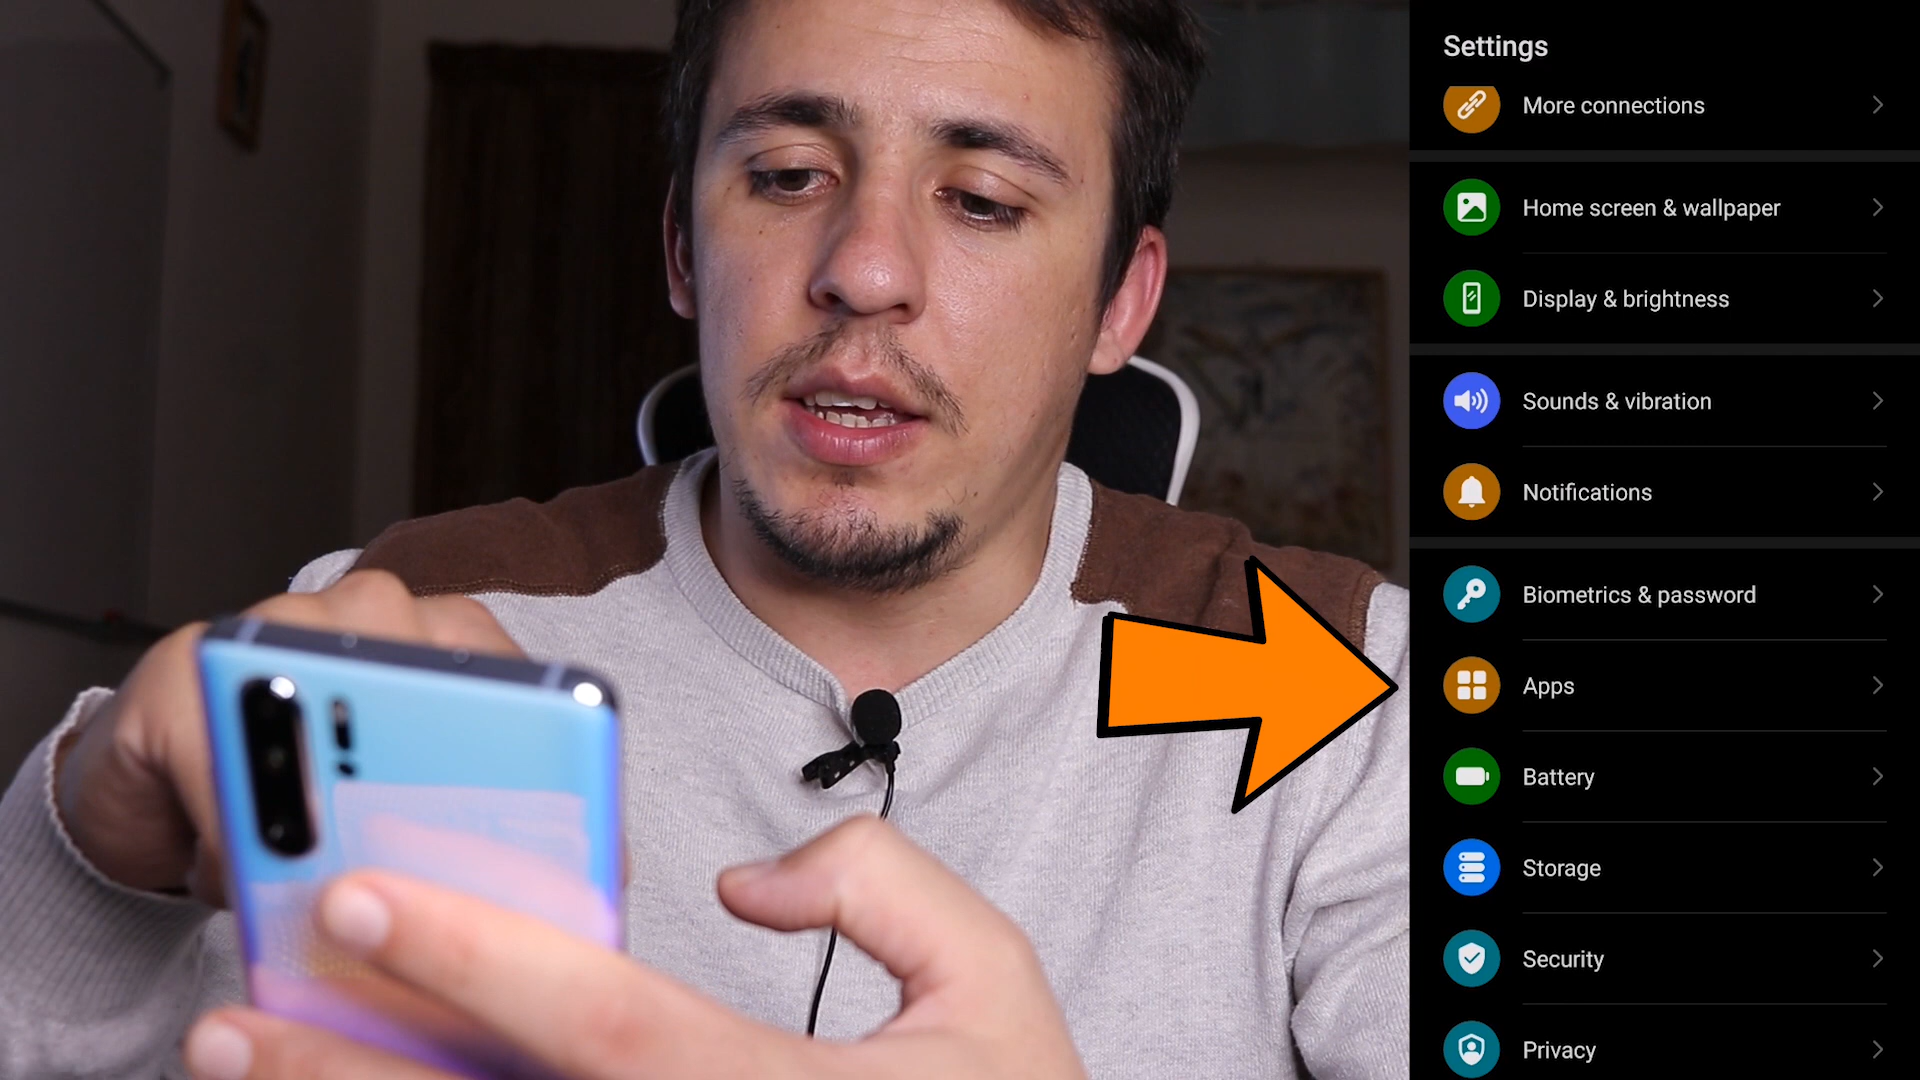 Settings
More connections
Home screen & wallpaper
Display & brightness
Sounds & vibration
Notifications
Biometrics & password
Apps
Battery
Storage
Security
Privacy